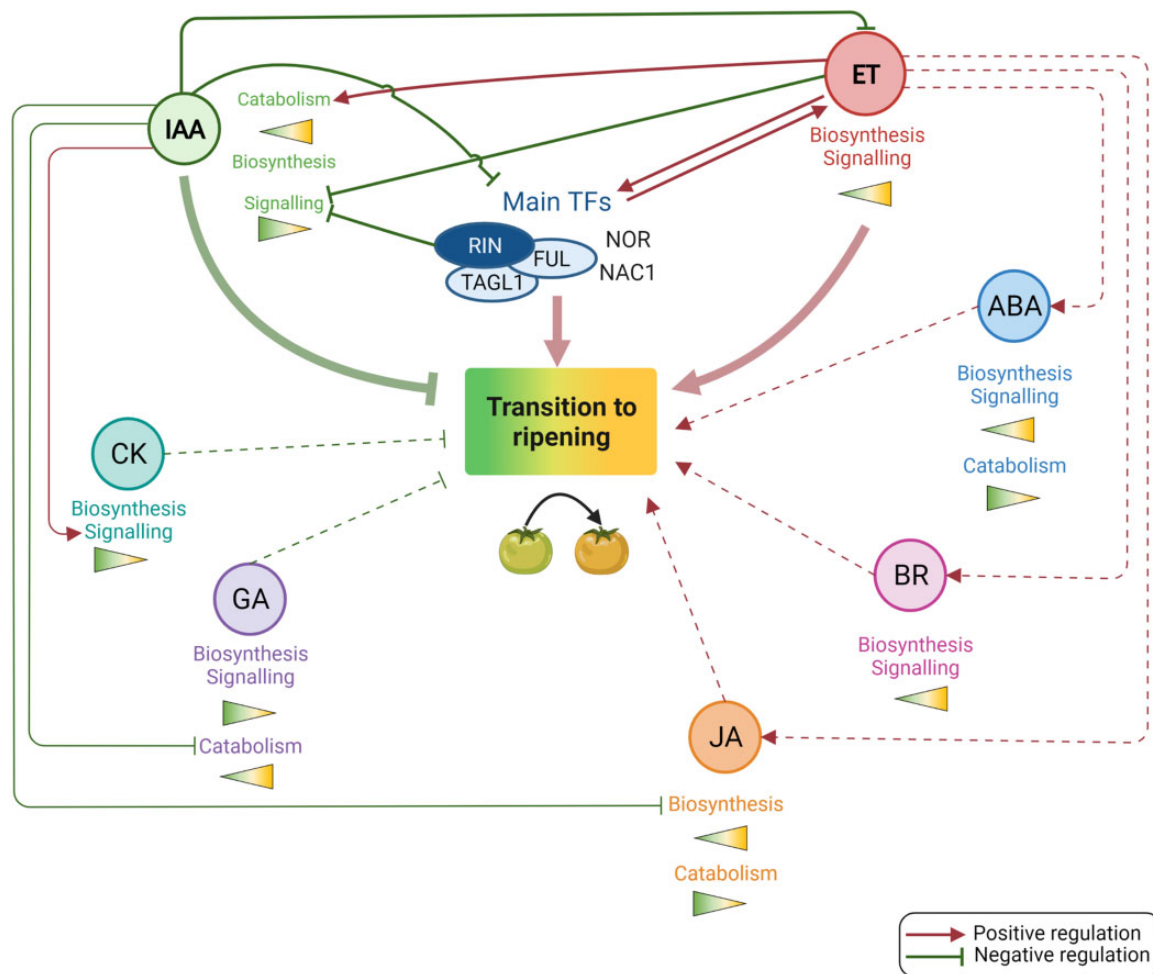 IAA
Catabolism
Biosynthesis
Signalling
ET
Biosynthesis
Signalling
Main TFs
RIN
FUL
TAGL1
NOR
NAC1
ABA
Biosynthesis
Signalling
Catabolism
Transition to
ripening
CK
Biosynthesis
Signalling
GA
Biosynthesis
Signalling
Catabolism
BR
Biosynthesis
Signalling
JA
Biosynthesis
Catabolism
Positive regulation
Negative regulation